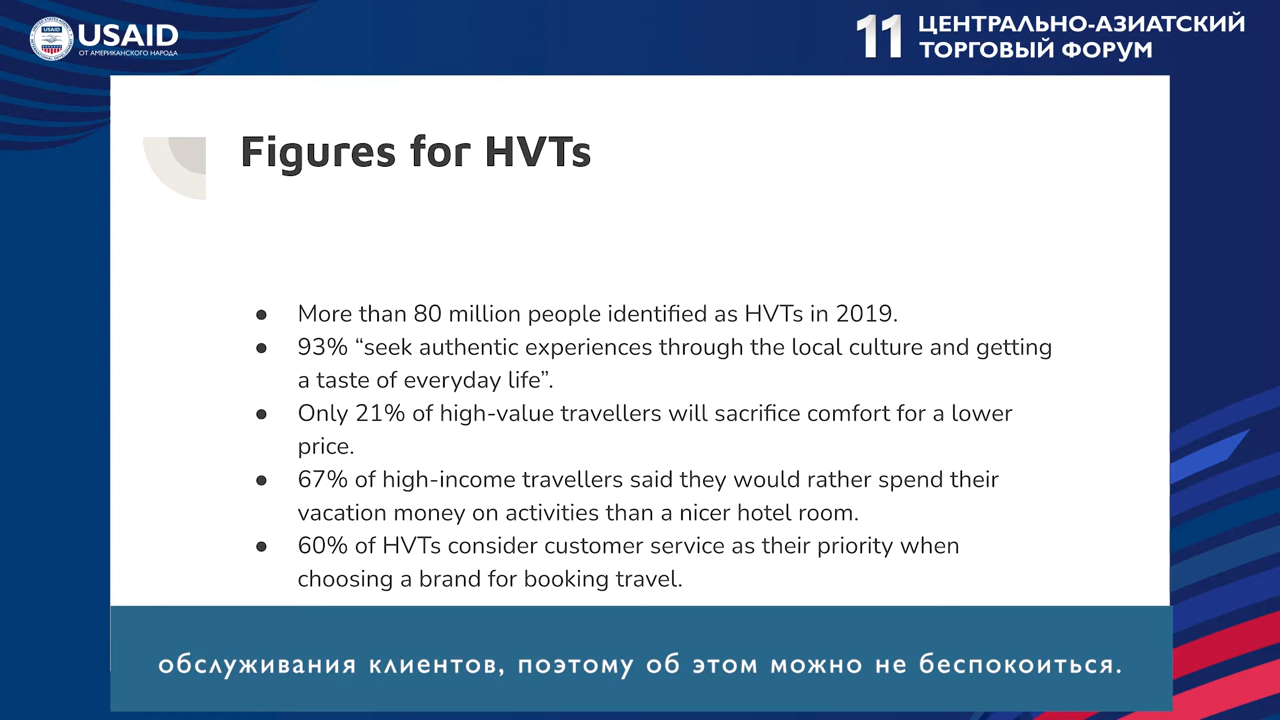 USAID
ОТ АМЕРИКАНСКОГО НАРОДА
11 ЦЕНТРАЛЬНО-АЗИАТСКИЙ
ТОРГОВЫЙ ФОРУМ
Figures for HVTs
● More than 80 million people identified as HVTs in 2019.
● 93% “seek authentic experiences through the local culture and getting
a taste of everyday life”.
● Only 21% of high-value travellers will sacrifice comfort for a lower
price.
● 67% of high-income travellers said they would rather spend their
vacation money on activities than a nicer hotel room.
● 60% of HVTs consider customer service as their priority when
choosing a brand for booking travel.
обслуживания клиентов, поэтому об этом можно не беспокоиться.